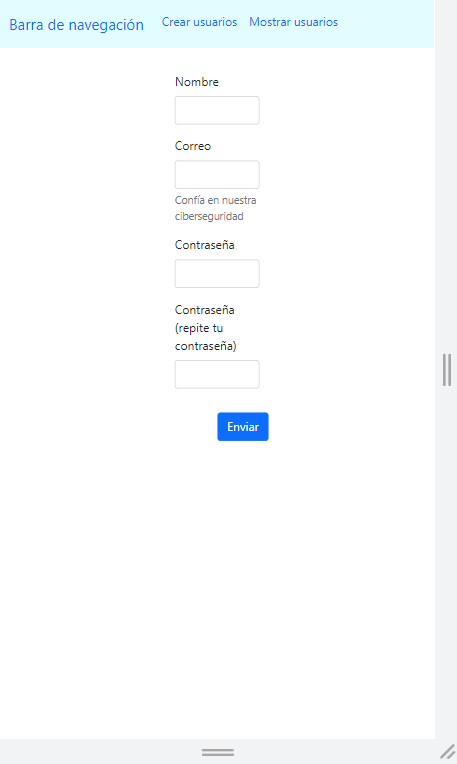 Barra de navegación Crear usuarios Mostrar usuarios
Nombre
Correo
Confía en nuestra
ciberseguridad
Contraseña
Contraseña
(repite tu
contraseña)
Enviar